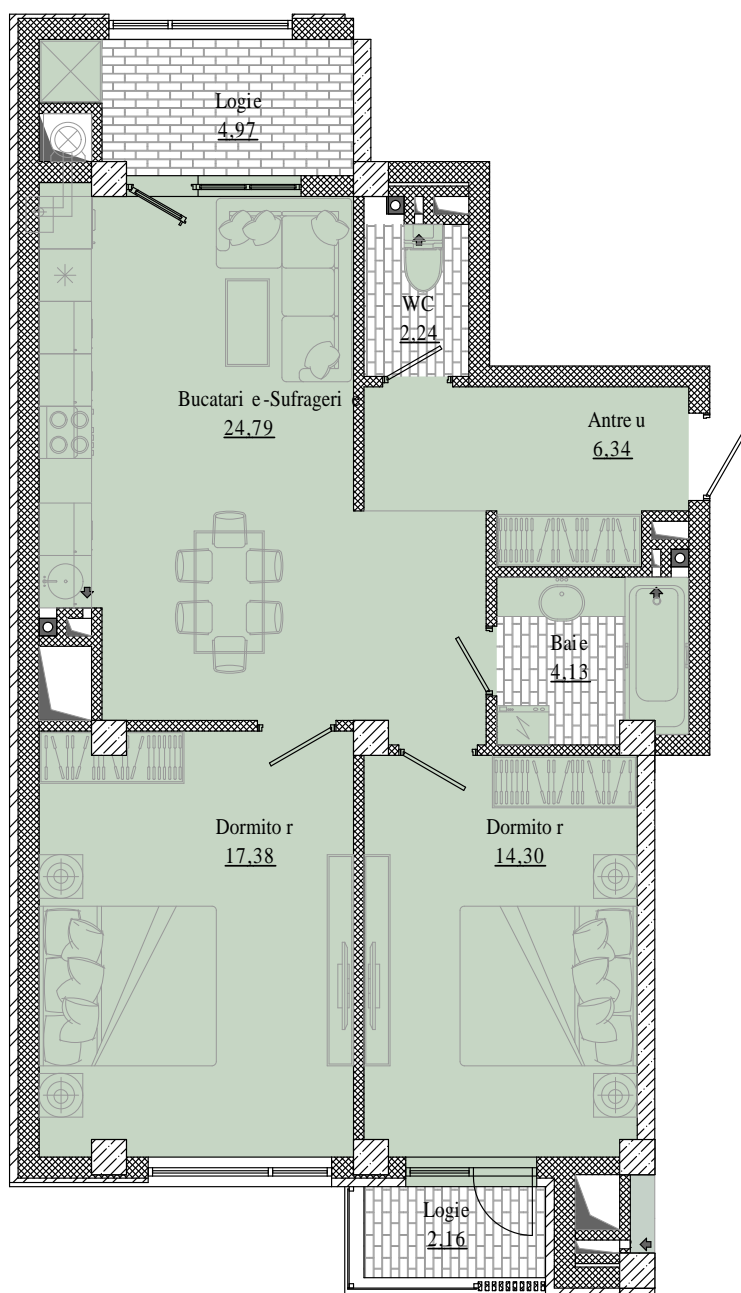 Logie
4,97
WC
2,24
Bucatari e-Sufrageri e
24,79
Antre u
6,34
Baie
4,13
Dormito r
17,38
Dormito r
14,30
Logie
2,16